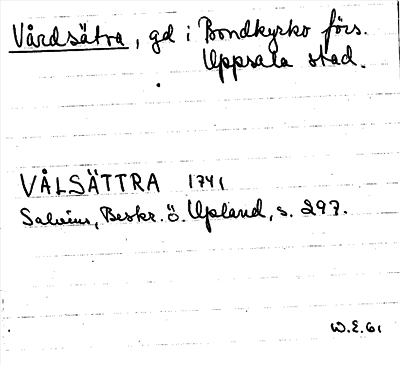 Vårdsätra, gd i Bondkyrko förs.
Uppsala stad.
VÅLSÄTTRA 1741
Salvius, Beskr. ö. Upland, s. 297.
W.E. 61